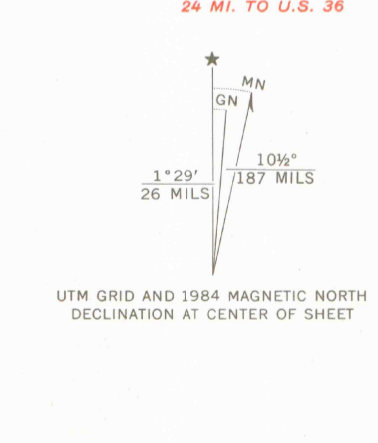 24 MI. TO U.S. 36
★
MN
GN
1°29′
26 MILS
10½°
187 MILS
UTM GRID AND 1984 MAGNETIC NORTH
DECLINATION AT CENTER OF SHEET